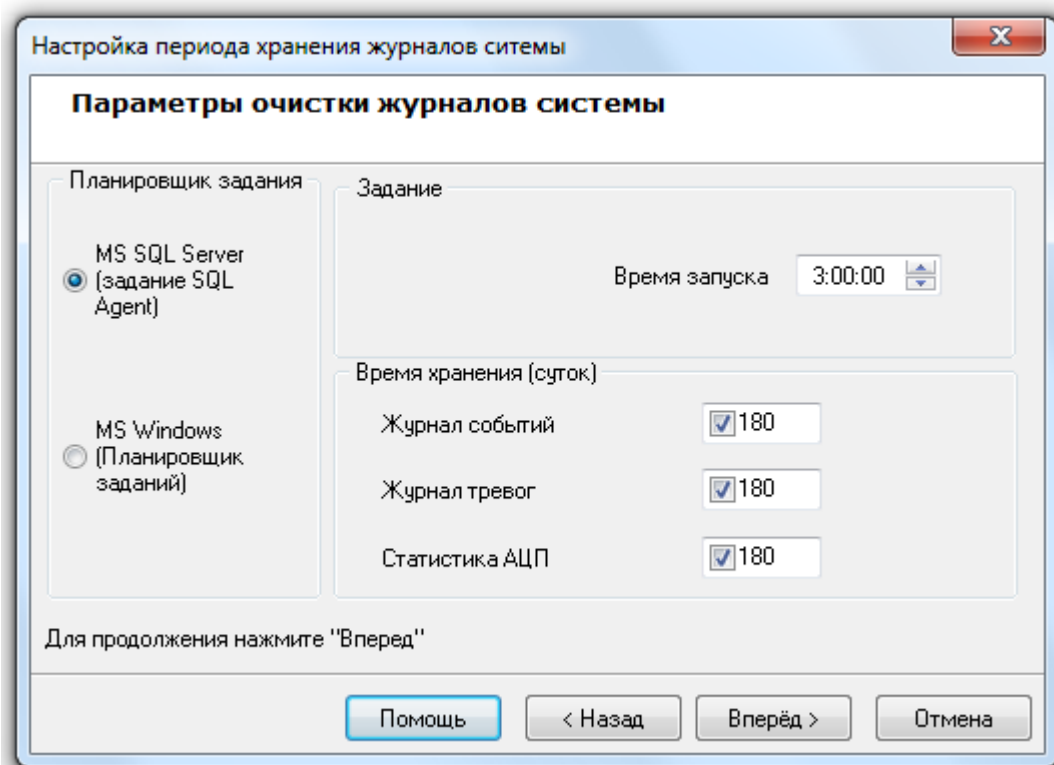 Настройка периода хранения журналов ситемы
Параметры очистки журналов системы
Планировщик задания
MS SQL Server
(задание SQL
Agent)
MS Windows
(Планировщик
заданий)
Задание
Время запуска 3:00:00
Время хранения (суток)
Журнал событий 180
Журнал тревог 180
Статистика АЦП 180
Для продолжения нажмите "Вперед"
Помощь < Назад Вперёд > Отмена